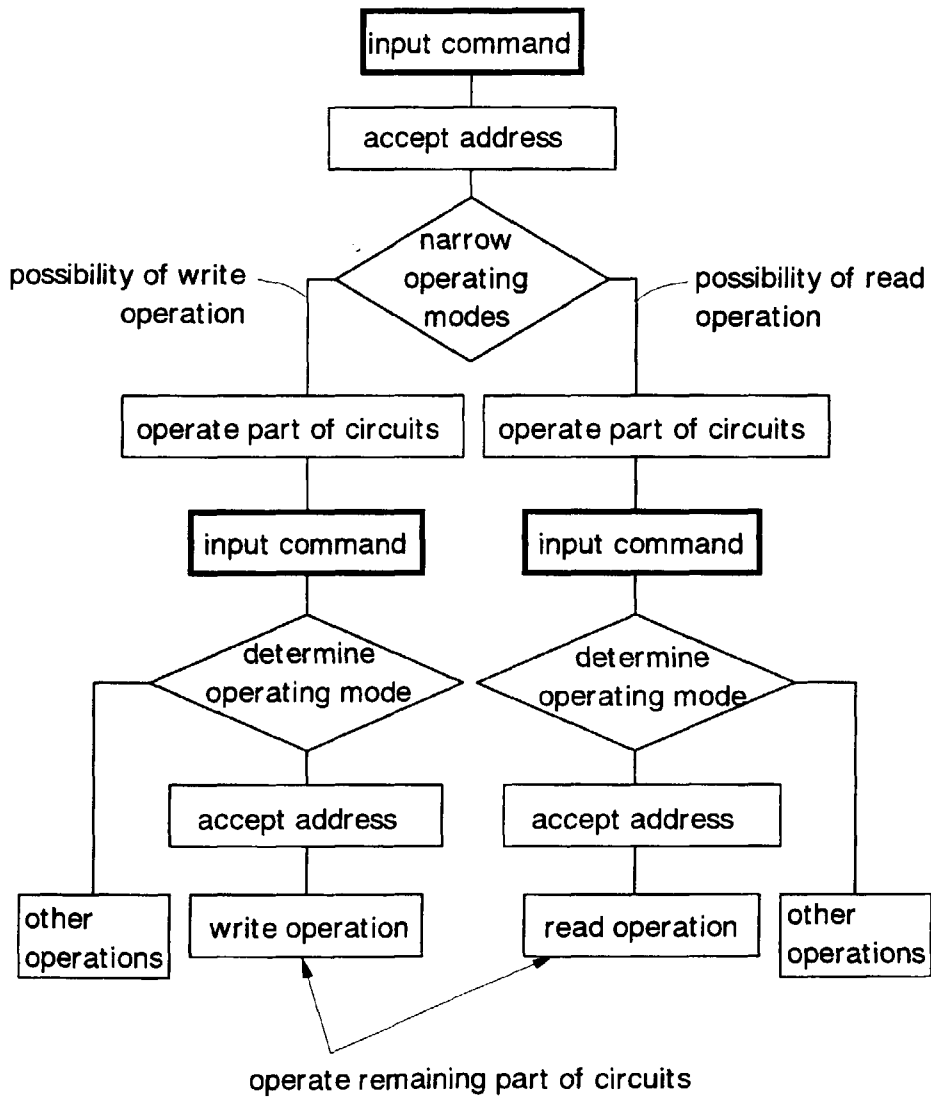 input command
accept address
narrow
operating
modes
possibility of write
operation
possibility of read
operation
operate part of circuits
operate part of circuits
input command
input command
determine
operating mode
determine
operating mode
accept address
accept address
other
operations
write operation
read operation
other
operations
operate remaining part of circuits